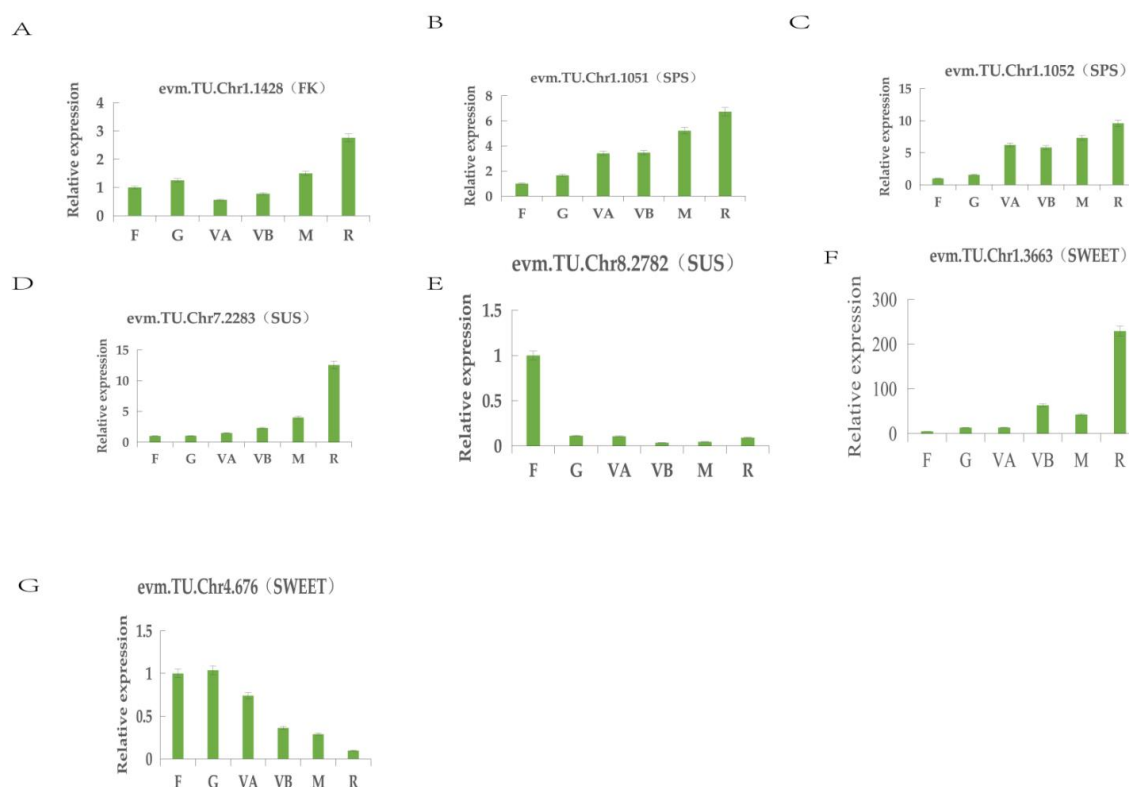 A
evm.TU.Chr1.1428（FK）
Relative expression
4
3
2
1
0
F G VA VB M R
B
evm.TU.Chr1.1051（SPS）
Relative expression
8
6
4
2
0
F G VA VB M R
C
evm.TU.Chr1.1052（SPS）
Relative expression
15
10
5
0
F G VA VB M R
D
evm.TU.Chr7.2283（SUS）
Relative expression
15
10
5
0
F G VA VB M R
E
evm.TU.Chr8.2782（SUS）
Relative expression
1.5
1
0.5
0
F G VA VB M R
F
evm.TU.Chr1.3663（SWEET）
Relative expression
300
200
100
0
F G VA VB M R
G
evm.TU.Chr4.676（SWEET）
Relative expression
1.5
1
0.5
0
F G VA VB M R